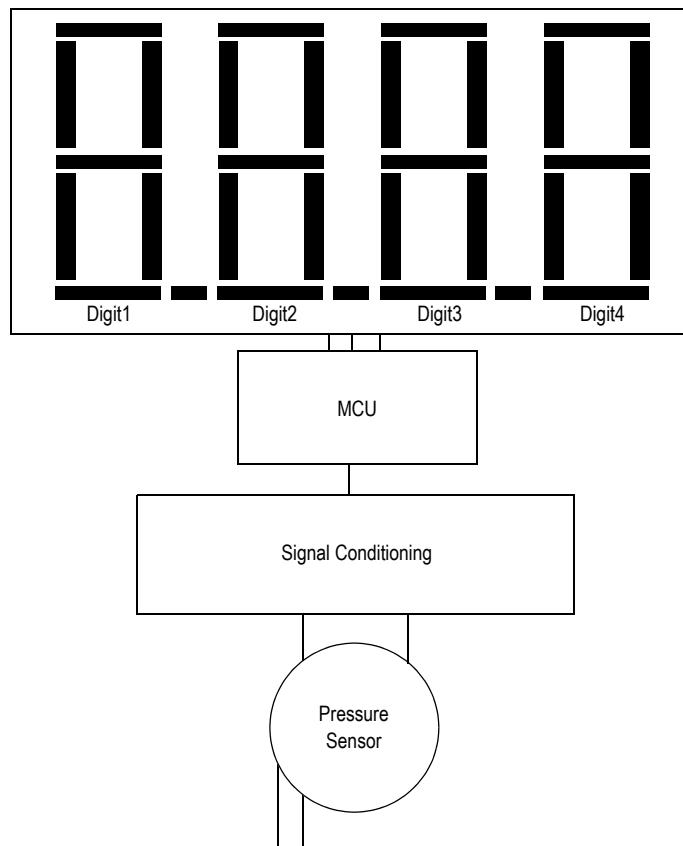 Digit1 Digit2 Digit3 Digit4
MCU
Signal Conditioning
Pressure
Sensor